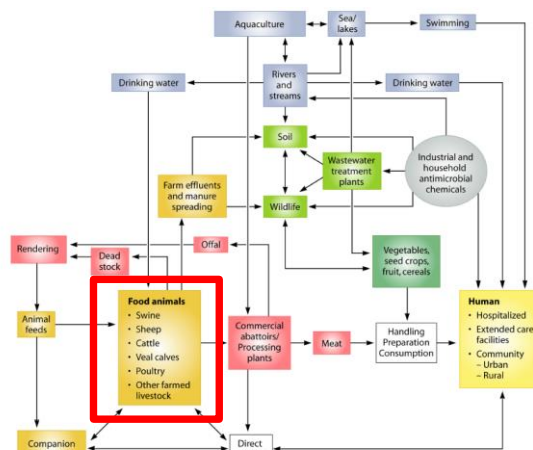 Aquaculture
Sea/
lakes
Swimming
Drinking water
Rivers
and
streams
Drinking water
Soil
Wastewater
treatment
plants
Industrial and
household
antimicrobial
chemicals
Farm effluents
and manure
spreading
Wildlife
Offal
Rendering
Dead
stock
Vegetables,
seed crops,
fruit, cereals
Animal
feeds
Food animals
• Swine
• Sheep
• Cattle
• Veal calves
• Poultry
• Other farmed
livestock
Commercial
abattoirs/
Processing
plants
Meat
Handling
Preparation
Consumption
Human
• Hospitalized
• Extended care
facilities
• Community
– Urban
– Rural
Companion
Direct